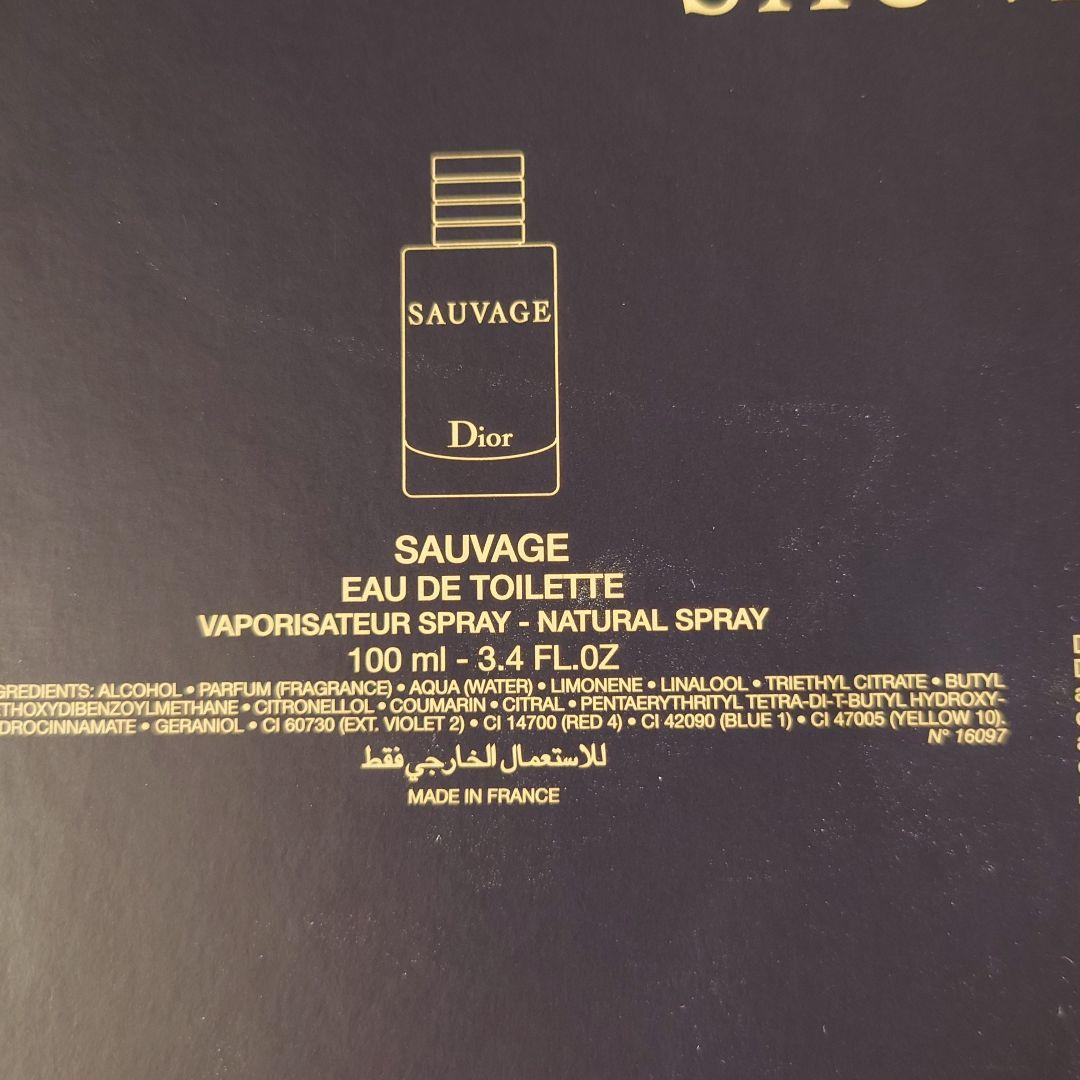 SAUVAGE
Dior
SAUVAGE
EAU DE TOILETTE
VAPORISATEUR SPRAY - NATURAL SPRAY
100 ml - 3.4 FL.OZ
GREDIENTS: ALCOHOL • PARFUM (FRAGRANCE) • AQUA (WATER) • LIMONENE • LINALOOL • TRIETHYL CITRATE • BUTYL
THOXYDIBENZOYLMETHANE • CITRONELLOL • COUMARIN • CITRAL • PENTAERYTHRITYL TETRA-DI-T-BUTYL HYDROXY-
DROCINNAMATE • GERANIOL • CI 60730 (EXT. VIOLET 2) • CI 14700 (RED 4) • CI 42090 (BLUE 1) • CI 47005 (YELLOW 10).
N° 16097
للاستعمال الخارجي فقط
MADE IN FRANCE